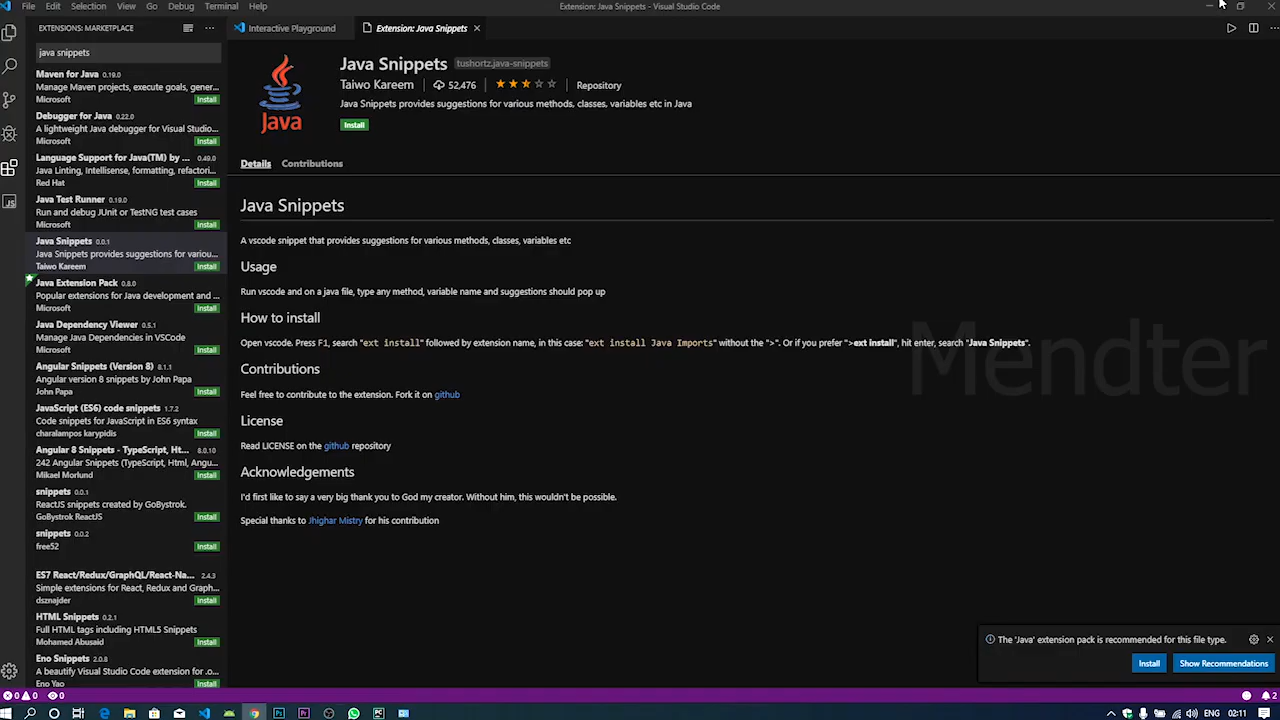 File Edit Selection View Go Debug Terminal Help
Extension: Java Snippets - Visual Studio Code
EXTENSIONS: MARKETPLACE
Interactive Playground
Extension: Java Snippets
java snippets
Maven for Java 0.19.0
Manage Maven projects, execute goals, gener...
Microsoft Install
Debugger for Java 0.22.0
A lightweight Java debugger for Visual Studio...
Microsoft Install
Language Support for Java(TM) by ... 0.49.0
Java Linting, Intellisense, formatting, refactori...
Red Hat Install
Java Test Runner 0.19.0
Run and debug JUnit or TestNG test cases
Microsoft Install
Java Snippets 0.0.1
Java Snippets provides suggestions for variou...
Taiwo Kareem Install
Java Extension Pack 0.8.0
Popular extensions for Java development and ...
Microsoft Install
Java Dependency Viewer 0.5.1
Manage Java Dependencies in VSCode
Microsoft Install
Angular Snippets (Version 8) 8.1.1
Angular version 8 snippets by John Papa
John Papa Install
JavaScript (ES6) code snippets 1.7.2
Code snippets for JavaScript in ES6 syntax
charalampos karypidis Install
Angular 8 Snippets - TypeScript, Ht... 8.0.10
242 Angular Snippets (TypeScript, Html, Angu...
Mikael Morlund Install
snippets 0.0.1
ReactJS snippets created by GoBystrok.
GoBystrok ReactJS Install
snippets 0.0.2
free52 Install
ES7 React/Redux/GraphQL/React-Na... 2.4.3
Simple extensions for React, Redux and Graph...
dsznajder Install
HTML Snippets 0.2.1
Full HTML tags including HTML5 Snippets
Mohamed Abusaid Install
Eno Snippets 2.0.8
A beautify Visual Studio Code extension for .o...
Eno Yao Install
Java
Java Snippets tushortz.java-snippets
Taiwo Kareem 52,476 Repository
Java Snippets provides suggestions for various methods, classes, variables etc in Java
Install
Details Contributions
Java Snippets
A vscode snippet that provides suggestions for various methods, classes, variables etc
Usage
Run vscode and on a java file, type any method, variable name and suggestions should pop up
How to install
Open vscode. Press F1, search "ext install" followed by extension name, in this case: "ext install Java Imports" without the ">". Or if you prefer ">ext install", hit enter, search "Java Snippets".
Contributions
Feel free to contribute to the extension. Fork it on github
License
Read LICENSE on the github repository
Acknowledgements
I'd first like to say a very big thank you to God my creator. Without him, this wouldn't be possible.
Special thanks to Jhighar Mistry for his contribution
Mendter
The 'Java' extension pack is recommended for this file type.
Install Show Recommendations
0 0 0
2
ENG 02:11